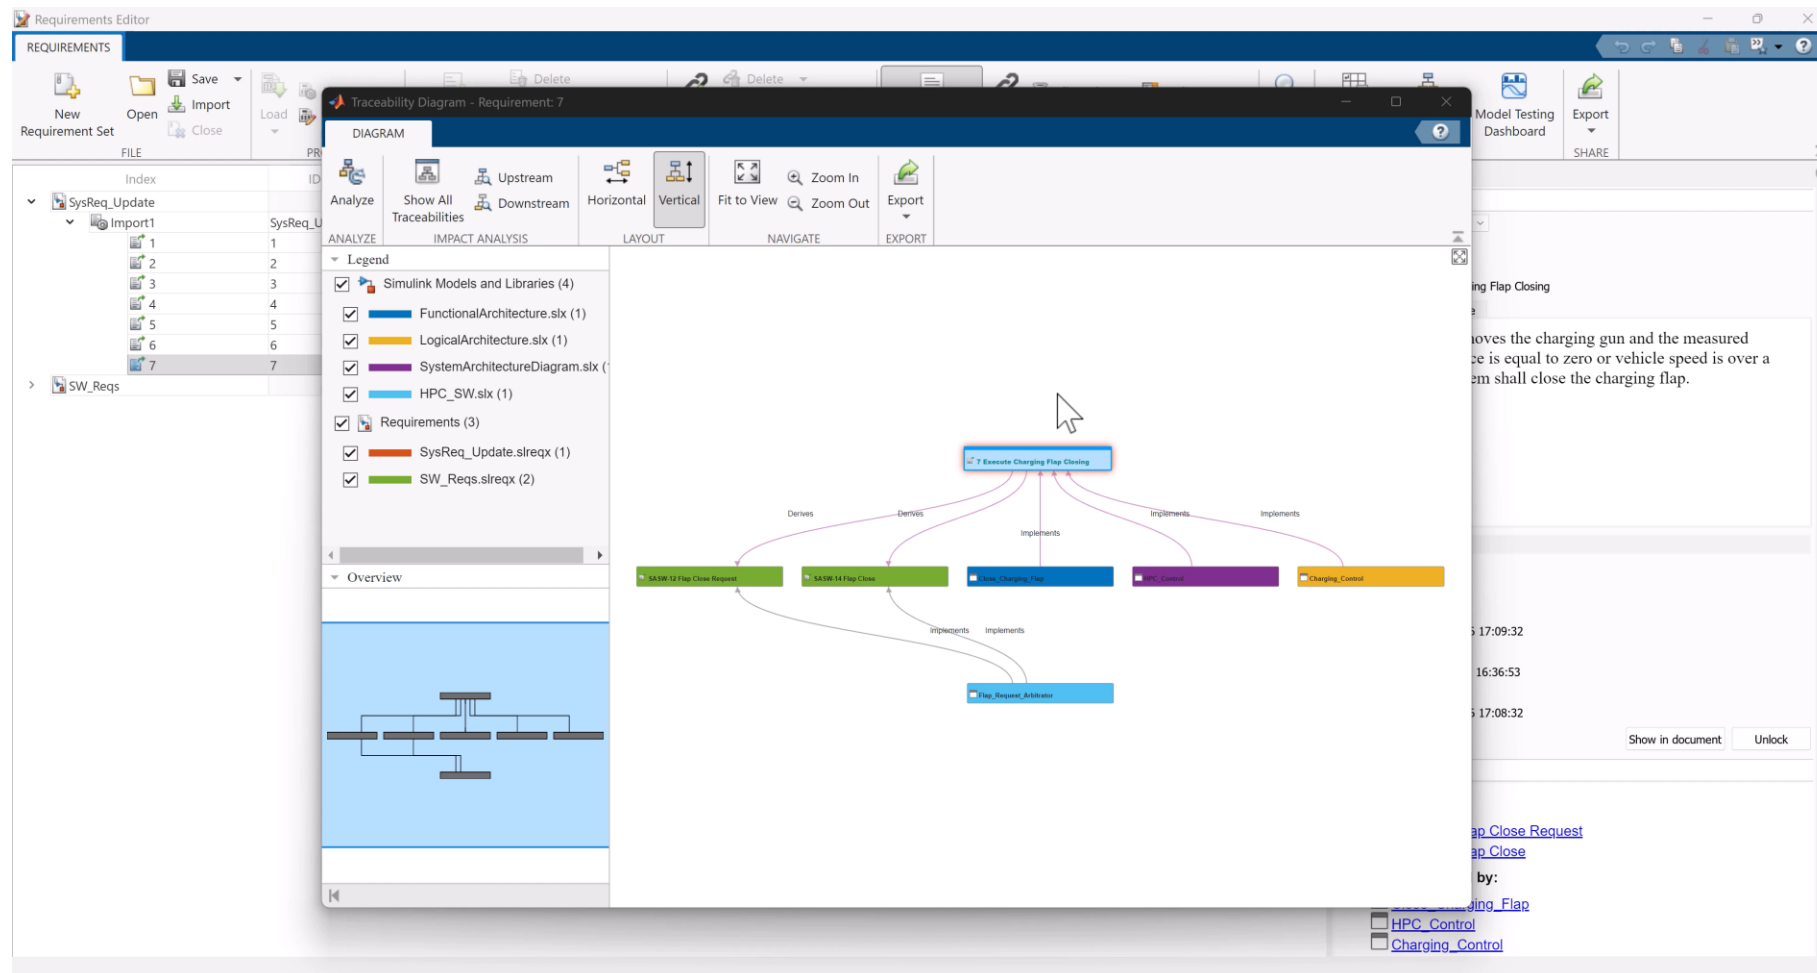 Requirements Editor
REQUIREMENTS
New
Requirement Set
Open
Save
Import
Close
FILE
Load
Delete
Delete
Model Testing
Dashboard
Export
SHARE
Index
ID
SysReq_Update
Import1
SysReq_U
1
1
2
2
3
3
4
4
5
5
6
6
7
7
SW_Reqs
Traceability Diagram - Requirement: 7
DIAGRAM
Analyze
ANALYZE
Show All
Traceabilities
Upstream
Downstream
IMPACT ANALYSIS
Horizontal
Vertical
LAYOUT
Fit to View
Zoom In
Zoom Out
NAVIGATE
Export
EXPORT
Legend
Simulink Models and Libraries (4)
FunctionalArchitecture.slx (1)
LogicalArchitecture.slx (1)
SystemArchitectureDiagram.slx (
HPC_SW.slx (1)
Requirements (3)
SysReq_Update.slreqx (1)
SW_Reqs.slreqx (2)
Overview
7 Execute Charging Flap Closing
Derives
Derives
Implements
Implements
Implements
SASW-12 Flap Close Request
SASW-14 Flap Close
Close_Charging_Flap
HPC_Control
Charging_Control
Implements
Implements
Flap_Request_Arbitrator
ing Flap Closing
oves the charging gun and the measured
ce is equal to zero or vehicle speed is over a
em shall close the charging flap.
17:09:32
16:36:53
17:08:32
Show in document
Unlock
ap Close Request
ap Close
by:
Close_Charging_Flap
HPC_Control
Charging_Control